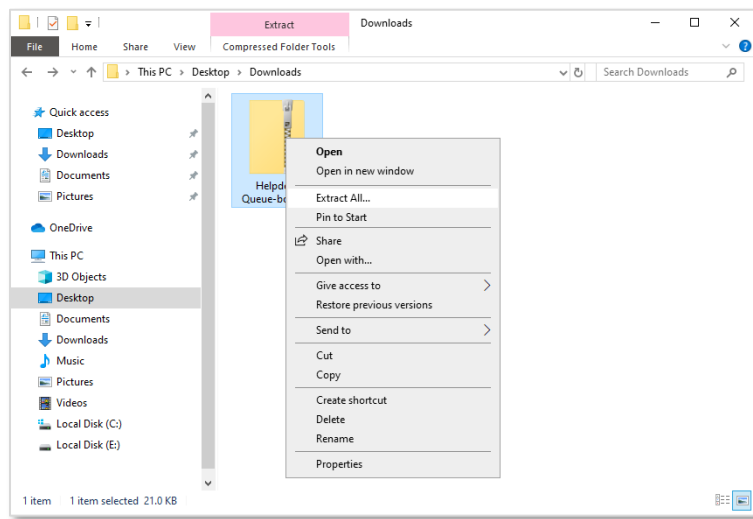 Extract
Downloads
File
Home
Share
View
Compressed Folder Tools
This PC
Desktop
Downloads
Search Downloads
Quick access
Desktop
Downloads
Documents
Pictures
OneDrive
This PC
3D Objects
Desktop
Documents
Downloads
Music
Pictures
Videos
Local Disk (C:)
Local Disk (E:)
Open
Open in new window
Extract All...
Pin to Start
Share
Open with...
Give access to
Restore previous versions
Send to
Cut
Copy
Create shortcut
Delete
Rename
Properties
1 item
1 item selected 21.0 KB